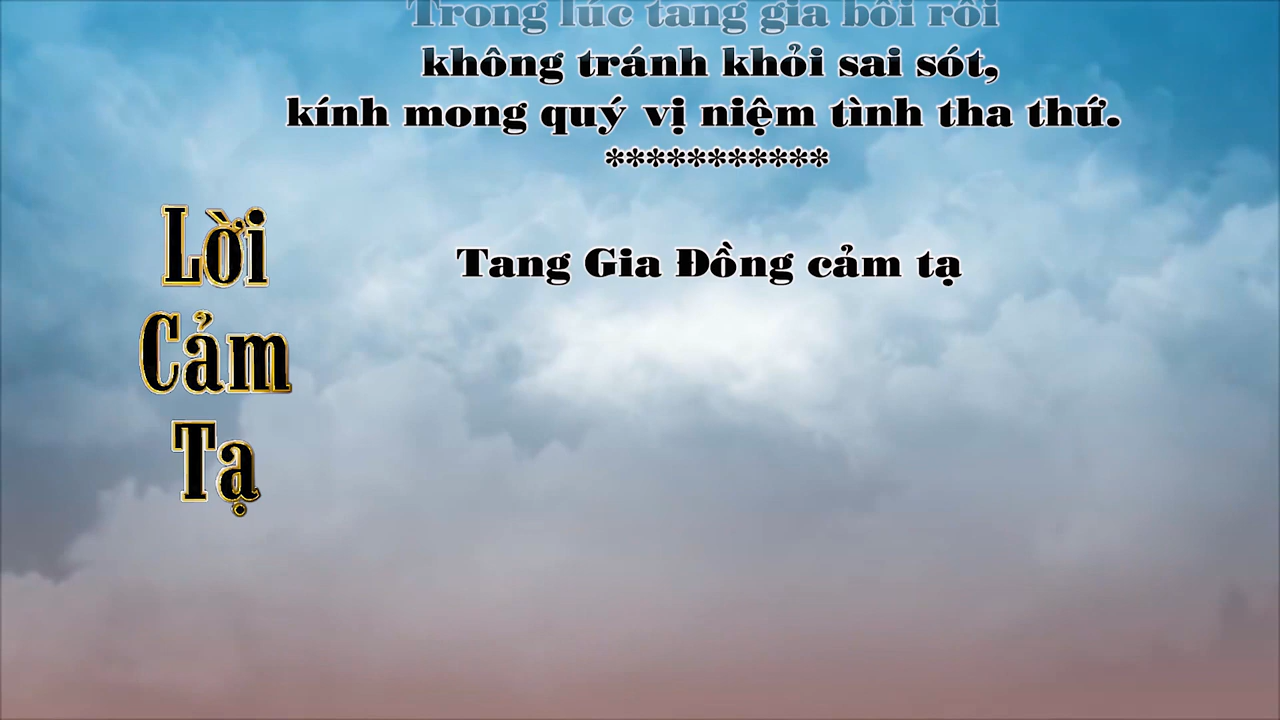 Trong lúc tang gia bối rối
không tránh khỏi sai sót,
kính mong quý vị niệm tình tha thứ.
***********
Tang Gia Đồng cảm tạ
Lời
Cảm
Tạ